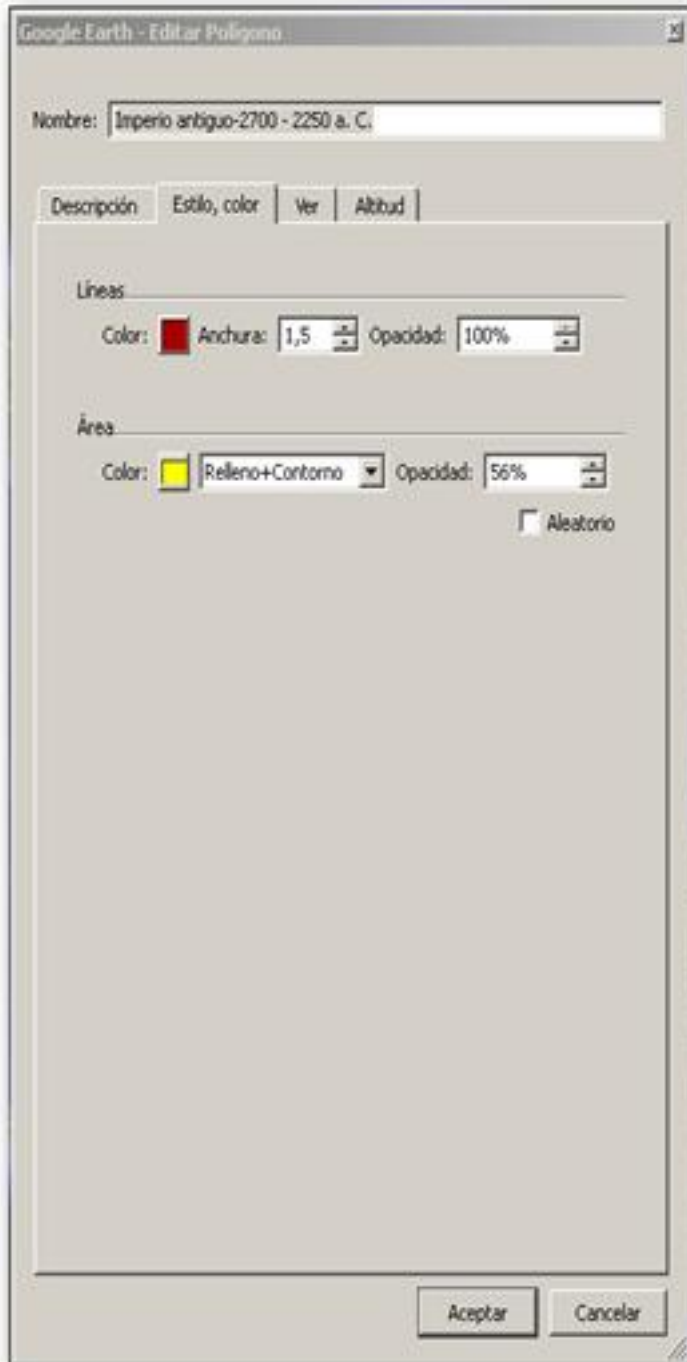 Google Earth - Editar Polígono
Nombre: Imperio antiguo-2700 - 2250 a. C.
Descripción Estilo, color Ver Altitud
Líneas
Color: Anchura: 1,5 Opacidad: 100%
Área
Color: Relleno+Contorno Opacidad: 56%
Aleatorio
Aceptar Cancelar